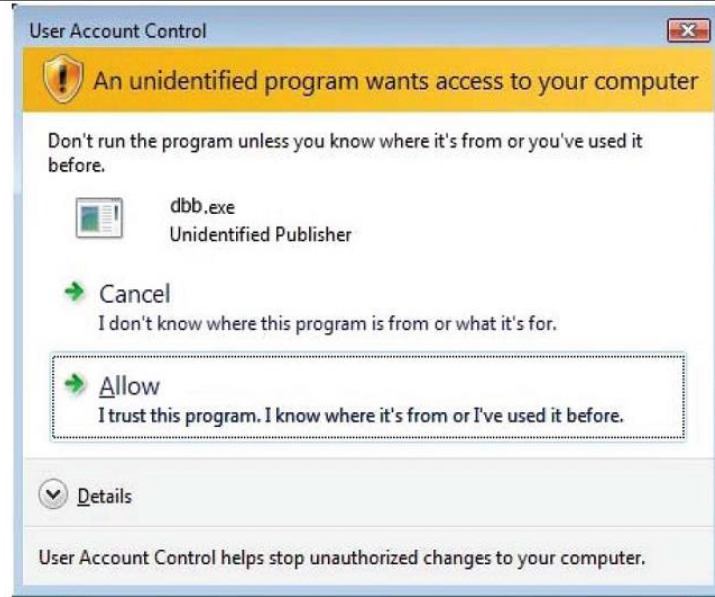 User Account Control
An unidentified program wants access to your computer
Don't run the program unless you know where it's from or you've used it
before.
dbb.exe
Unidentified Publisher
Cancel
I don't know where this program is from or what it's for.
Allow
I trust this program. I know where it's from or I've used it before.
Details
User Account Control helps stop unauthorized changes to your computer.